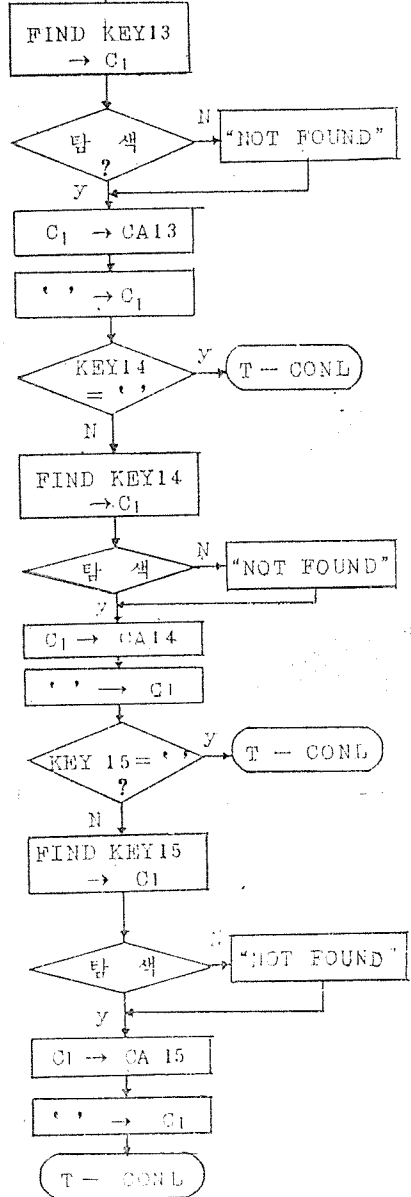 FIND KEY13
→ C₁
탐 색
?
N
"NOT FOUND"
y
C₁ → CA13
' ' → C₁
KEY14
= ' '
y
T - CONL
N
FIND KEY14
→ C₁
탐 색
N
"NOT FOUND"
y
C₁ → CA14
' ' → C1
KEY 15= ' '
?
y
T - CONL
N
FIND KEY15
→ C1
탐 색
N
"NOT FOUND"
y
C1 → CA 15
' ' → C₁
T - CONL